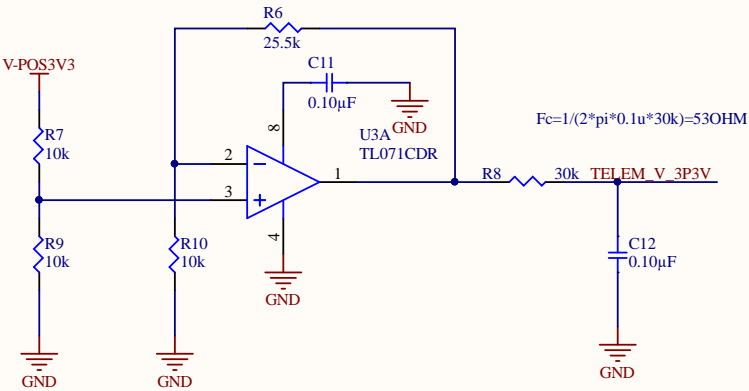 R6
25.5k
V-POS3V3
C11
0.10µF
GND
Fc=1/(2*pi*0.1u*30k)=53OHM
R7
10k
8
U3A
TL071CDR
2
1
3
R8
30k
TELEM_V_3P3V
4
R9
10k
R10
10k
C12
0.10µF
GND
GND
GND
GND